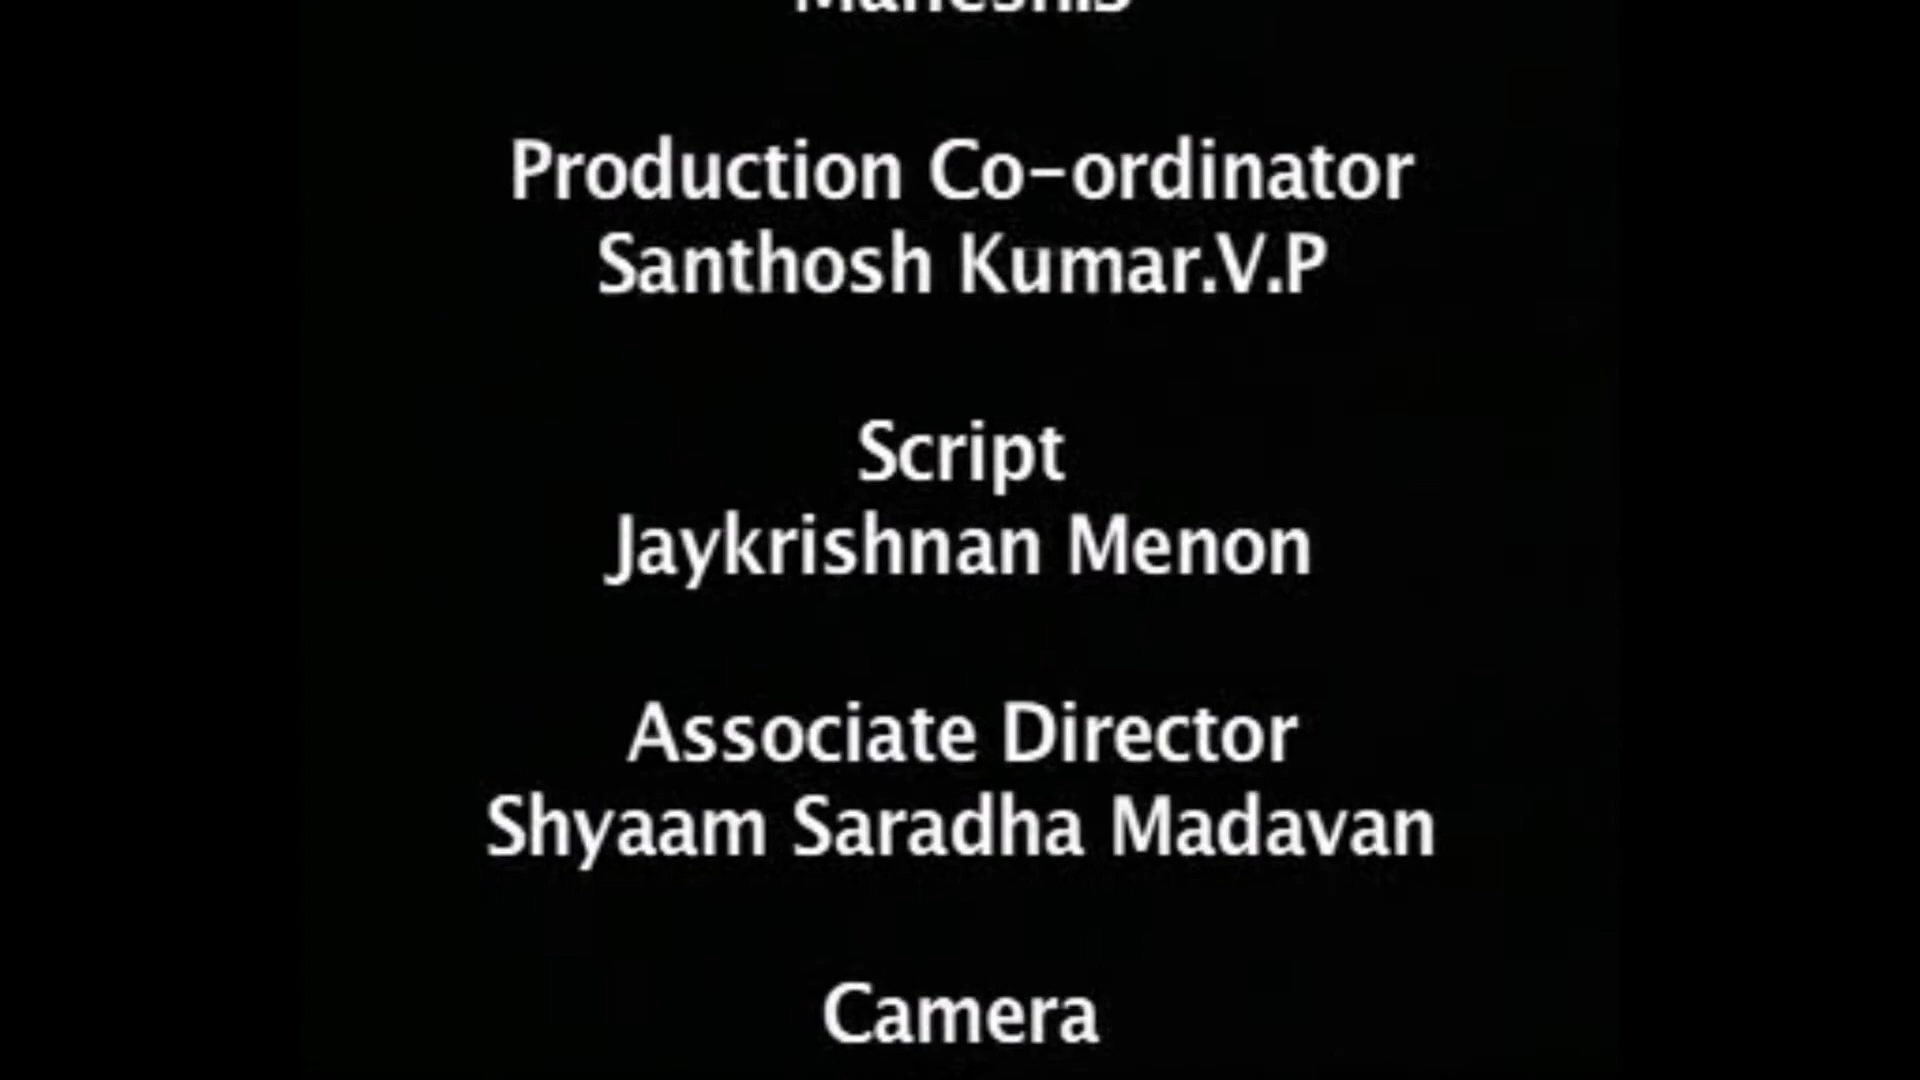 Production Co-ordinator
Santhosh Kumar.V.P
Script
Jaykrishnan Menon
Associate Director
Shyaam Saradha Madavan
Camera